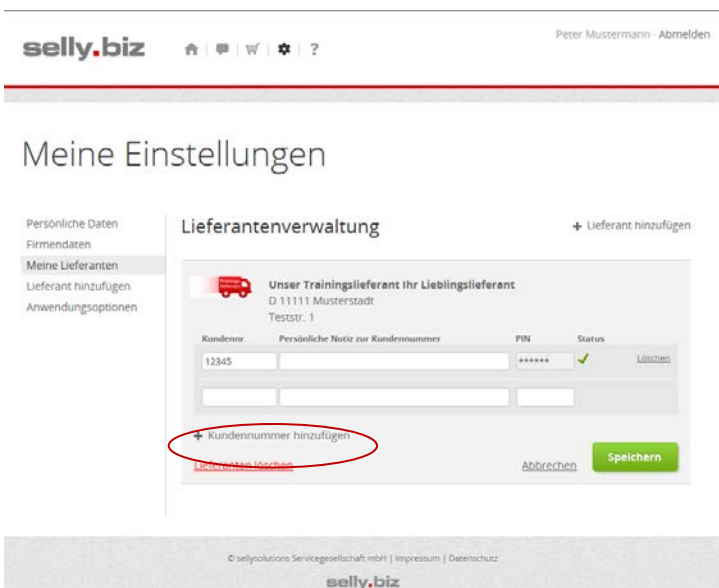 selly.biz
?
Peter Mustermann - Abmelden
Meine Einstellungen
Persönliche Daten
Firmendaten
Meine Lieferanten
Lieferant hinzufügen
Anwendungsoptionen
Lieferantenverwaltung
+ Lieferant hinzufügen
Unser Trainingslieferant Ihr Lieblingslieferant
D 11111 Musterstadt
Teststr. 1
Kundennr. Persönliche Notiz zur Kundennummer PIN Status
12345 ****** Löschen
+ Kundennummer hinzufügen
Lieferanten löschen
Abbrechen
Speichern
© sellysolutions Servicegesellschaft mbH | Impressum | Datenschutz
selly.biz